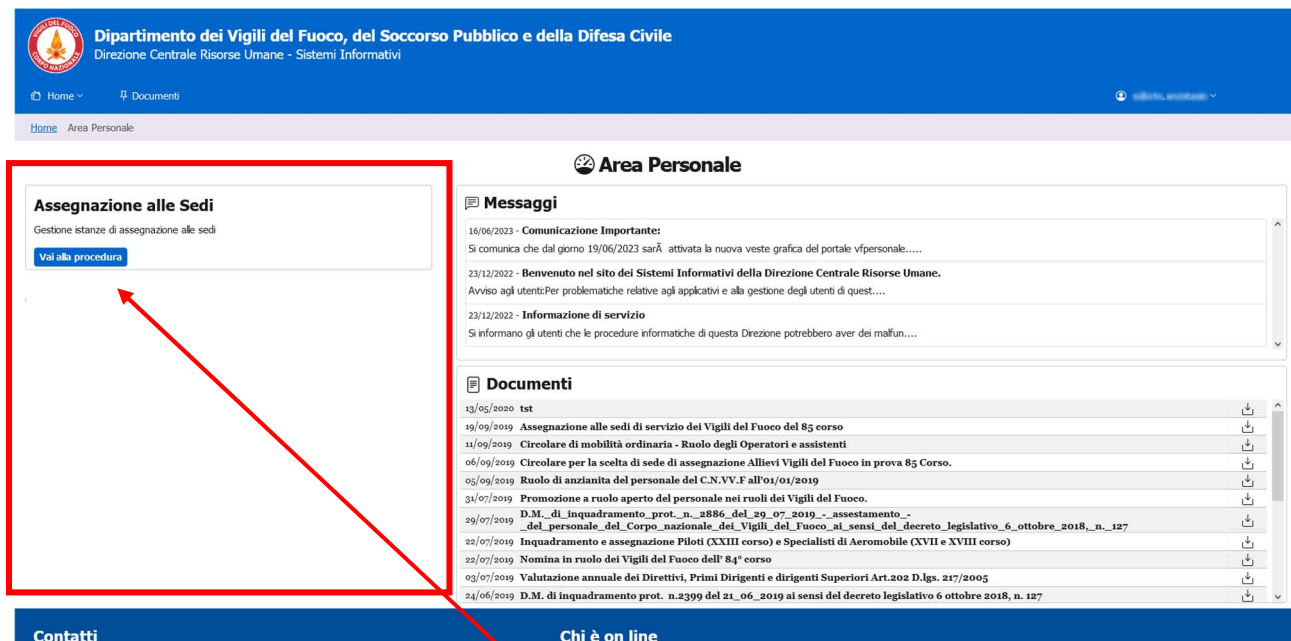 VIGILI DEL FUOCO
CORPO NAZIONALE
Dipartimento dei Vigili del Fuoco, del Soccorso Pubblico e della Difesa Civile
Direzione Centrale Risorse Umane - Sistemi Informativi
Home
Documenti
Home Area Personale
Area Personale
Assegnazione alle Sedi
Gestione istanze di assegnazione alle sedi
Vai alla procedura
Messaggi
16/06/2023 - Comunicazione Importante:
Si comunica che dal giorno 19/06/2023 sarÃ attivata la nuova veste grafica del portale vfpersonale.....
23/12/2022 - Benvenuto nel sito dei Sistemi Informativi della Direzione Centrale Risorse Umane.
Avviso agli utenti:Per problematiche relative agli applicativi e alla gestione degli utenti di quest....
23/12/2022 - Informazione di servizio
Si informano gli utenti che le procedure informatiche di questa Direzione potrebbero aver dei malfun....
Documenti
13/05/2020 tst
19/09/2019 Assegnazione alle sedi di servizio dei Vigili del Fuoco del 85 corso
11/09/2019 Circolare di mobilità ordinaria - Ruolo degli Operatori e assistenti
06/09/2019 Circolare per la scelta di sede di assegnazione Allievi Vigili del Fuoco in prova 85 Corso.
05/09/2019 Ruolo di anzianita del personale del C.N.VV.F all'01/01/2019
31/07/2019 Promozione a ruolo aperto del personale nei ruoli dei Vigili del Fuoco.
29/07/2019 D.M._di_inquadramento_prot._n._2886_del_29_07_2019_-_assestamento_-
_del_personale_del_Corpo_nazionale_dei_Vigili_del_Fuoco_ai_sensi_del_decreto_legislativo_6_ottobre_2018,_n._127
22/07/2019 Inquadramento e assegnazione Piloti (XXIII corso) e Specialisti di Aeromobile (XVII e XVIII corso)
22/07/2019 Nomina in ruolo dei Vigili del Fuoco dell' 84° corso
03/07/2019 Valutazione annuale dei Direttivi, Primi Dirigenti e dirigenti Superiori Art.202 D.lgs. 217/2005
24/06/2019 D.M. di inquadramento prot. n.2399 del 21_06_2019 ai sensi del decreto legislativo 6 ottobre 2018, n. 127
Contatti
Chi è on line